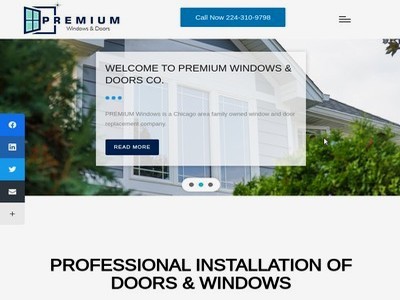 PREMIUM
Windows & Doors
Call Now 224-310-9798
WELCOME TO PREMIUM WINDOWS &
DOORS CO.
PREMIUM Windows is a Chicago area family owned window and door
replacement company.
READ MORE
PROFESSIONAL INSTALLATION OF
DOORS & WINDOWS